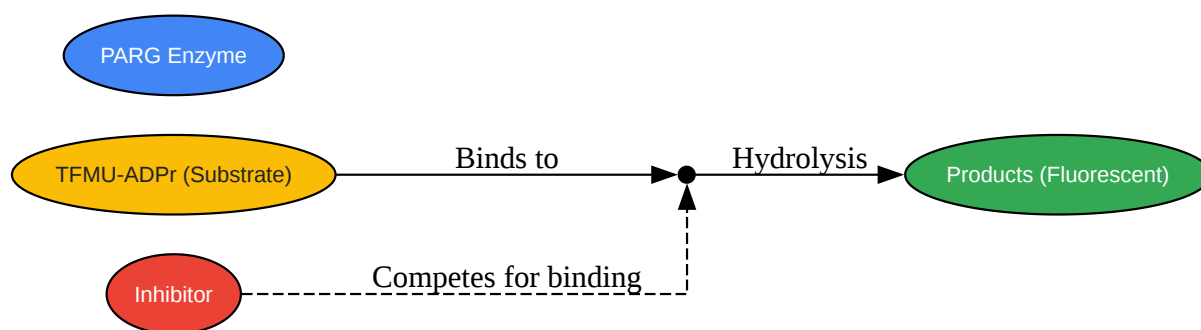 PARG Enzyme
TFMU-ADPr (Substrate)
Binds to
Hydrolysis
Products (Fluorescent)
Inhibitor
Competes for binding